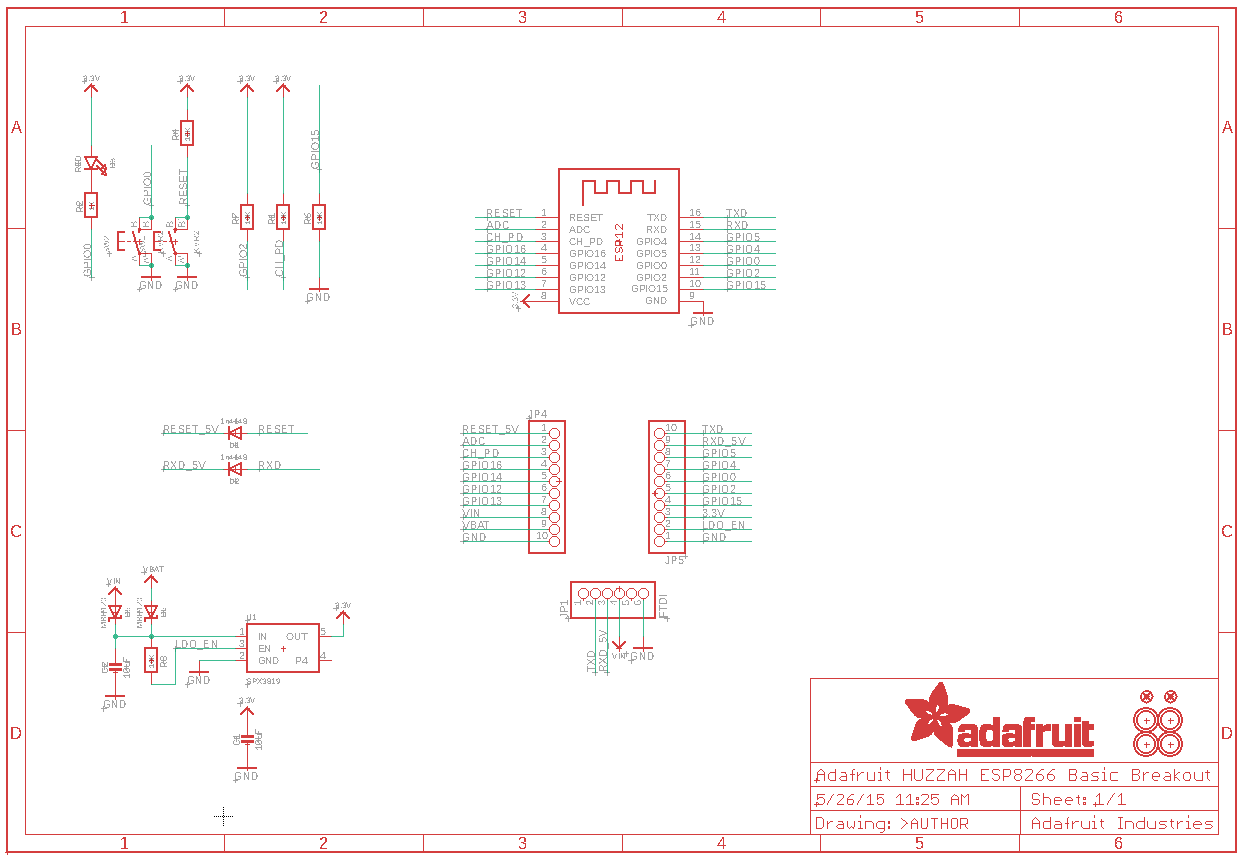 1 2 3 4 5 6
A A
B B
C C
D D
3.3V 3.3V 3.3V 3.3V
R4
10K
RED
R2
1K
GPIO0
GPIO0
RESET
GND GND
R7
10K
GPIO2
R1
10K
CH_PD
GPIO15
R6
10K
GND
ESP12
RESET 1 RESET TXD 16 TXD
ADC 2 ADC RXD 15 RXD
CH_PD 3 CH_PD GPIO4 14 GPIO5
GPIO16 4 GPIO16 GPIO5 13 GPIO4
GPIO14 5 GPIO14 GPIO0 12 GPIO0
GPIO12 6 GPIO12 GPIO2 11 GPIO2
GPIO13 7 GPIO13 GPIO15 10 GPIO15
3.3V 8 VCC GND 9
GND
1n4148
RESET_5V RESET
1n4148
RXD_5V RXD
D2
JP4
RESET_5V 1
ADC 2
CH_PD 3
GPIO16 4
GPIO14 5
GPIO12 6
GPIO13 7
VIN 8
VBAT 9
GND 10
10 TXD
9 RXD_5V
8 GPIO5
7 GPIO4
6 GPIO0
5 GPIO2
4 GPIO15
3 3.3V
2 LDO_EN
1 GND
JP5
JP1
1 2 3 4 5 6
FTDI
TXD
RXD_5V
VIN
GND
VIN
VBAT
U1
3.3V
1 IN OUT 5
LDO_EN 3 EN
2 GND P4 4
SPX3819
10K
10uF
GND
GND
3.3V
10uF
GND
adafruit
Adafruit HUZZAH ESP8266 Basic Breakout
5/26/15 11:25 AM Sheet: 1/1
Drawing: >AUTHOR Adafruit Industries
1 2 3 4 5 6